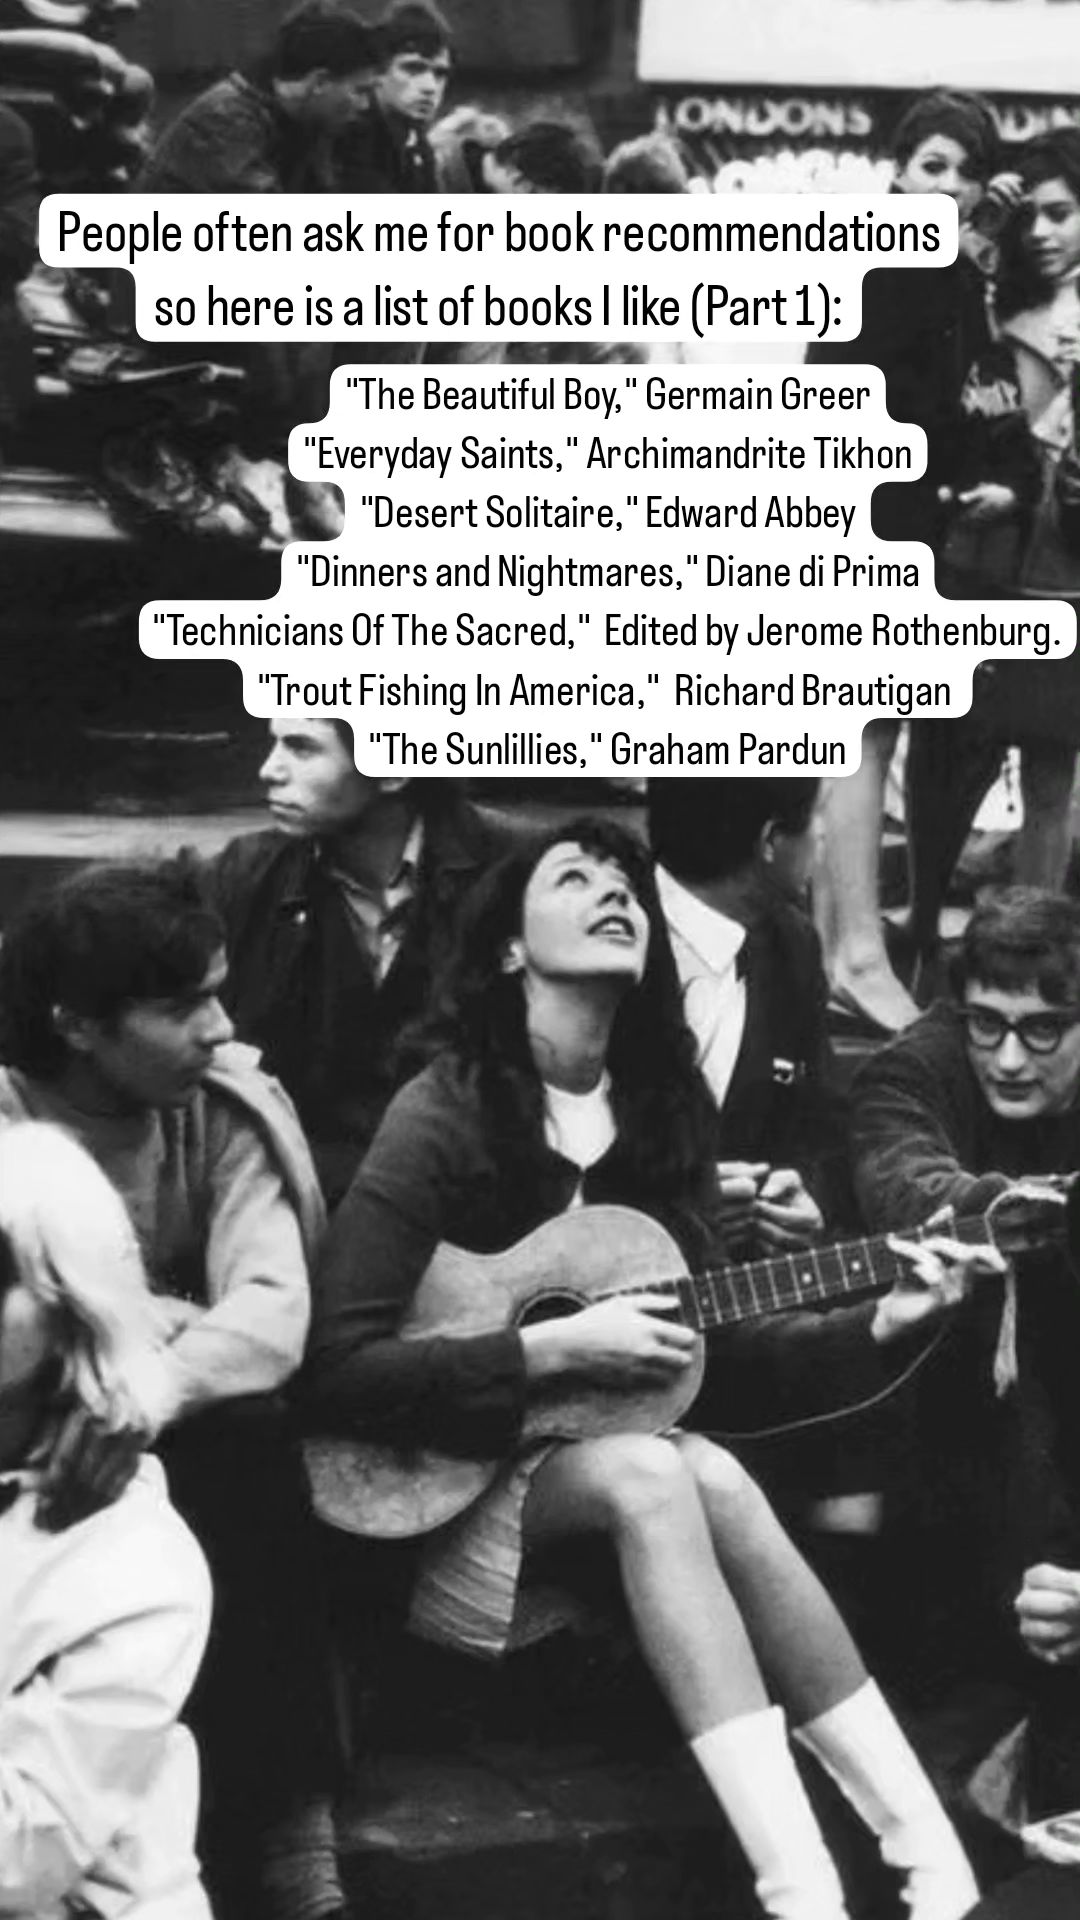 LONDONS
People often ask me for book recommendations
so here is a list of books I like (Part 1):
"The Beautiful Boy," Germain Greer
"Everyday Saints," Archimandrite Tikhon
"Desert Solitaire," Edward Abbey
"Dinners and Nightmares," Diane di Prima
"Technicians Of The Sacred," Edited by Jerome Rothenburg.
"Trout Fishing In America," Richard Brautigan
"The Sunlillies," Graham Pardun